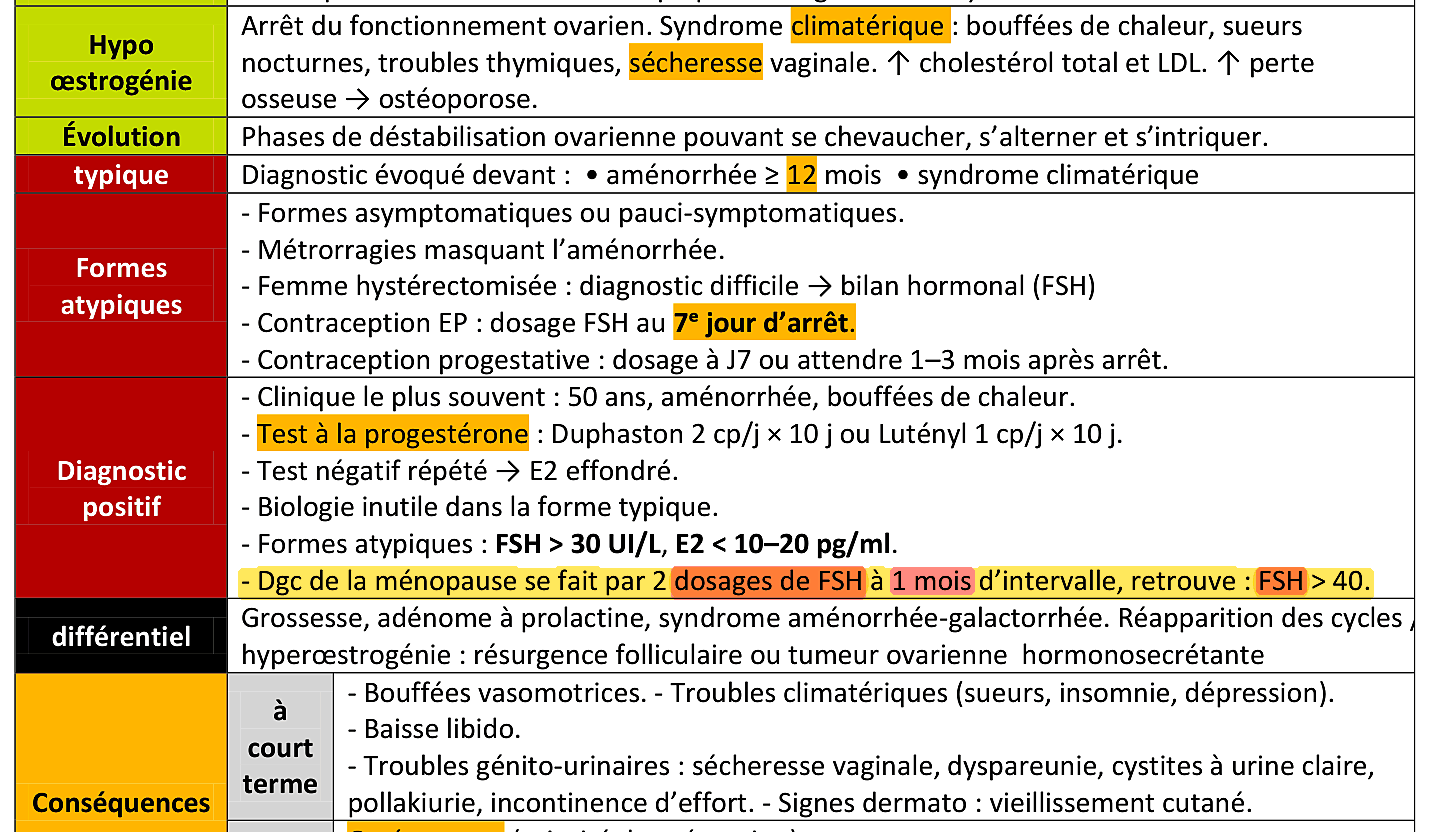 Hypo
œstrogénie
Arrêt du fonctionnement ovarien. Syndrome climatérique : bouffées de chaleur, sueurs
nocturnes, troubles thymiques, sécheresse vaginale. ↑ cholestérol total et LDL. ↑ perte
osseuse → ostéoporose.
Évolution
Phases de déstabilisation ovarienne pouvant se chevaucher, s’alterner et s’intriquer.
typique
Diagnostic évoqué devant : • aménorrhée ≥ 12 mois • syndrome climatérique
Formes
atypiques
- Formes asymptomatiques ou pauci-symptomatiques.
- Métrorragies masquant l’aménorrhée.
- Femme hystérectomisée : diagnostic difficile → bilan hormonal (FSH)
- Contraception EP : dosage FSH au 7ᵉ jour d’arrêt.
- Contraception progestative : dosage à J7 ou attendre 1–3 mois après arrêt.
Diagnostic
positif
- Clinique le plus souvent : 50 ans, aménorrhée, bouffées de chaleur.
- Test à la progestérone : Duphaston 2 cp/j × 10 j ou Lutényl 1 cp/j × 10 j.
- Test négatif répété → E2 effondré.
- Biologie inutile dans la forme typique.
- Formes atypiques : FSH > 30 UI/L, E2 < 10–20 pg/ml.
- Dgc de la ménopause se fait par 2 dosages de FSH à 1 mois d’intervalle, retrouve : FSH > 40.
différentiel
Grossesse, adénome à prolactine, syndrome aménorrhée-galactorrhée. Réapparition des cycles /
hyperœstrogénie : résurgence folliculaire ou tumeur ovarienne hormonosecrétante
Conséquences
à
court
terme
- Bouffées vasomotrices. - Troubles climatériques (sueurs, insomnie, dépression).
- Baisse libido.
- Troubles génito-urinaires : sécheresse vaginale, dyspareunie, cystites à urine claire,
pollakiurie, incontinence d’effort. - Signes dermato : vieillissement cutané.